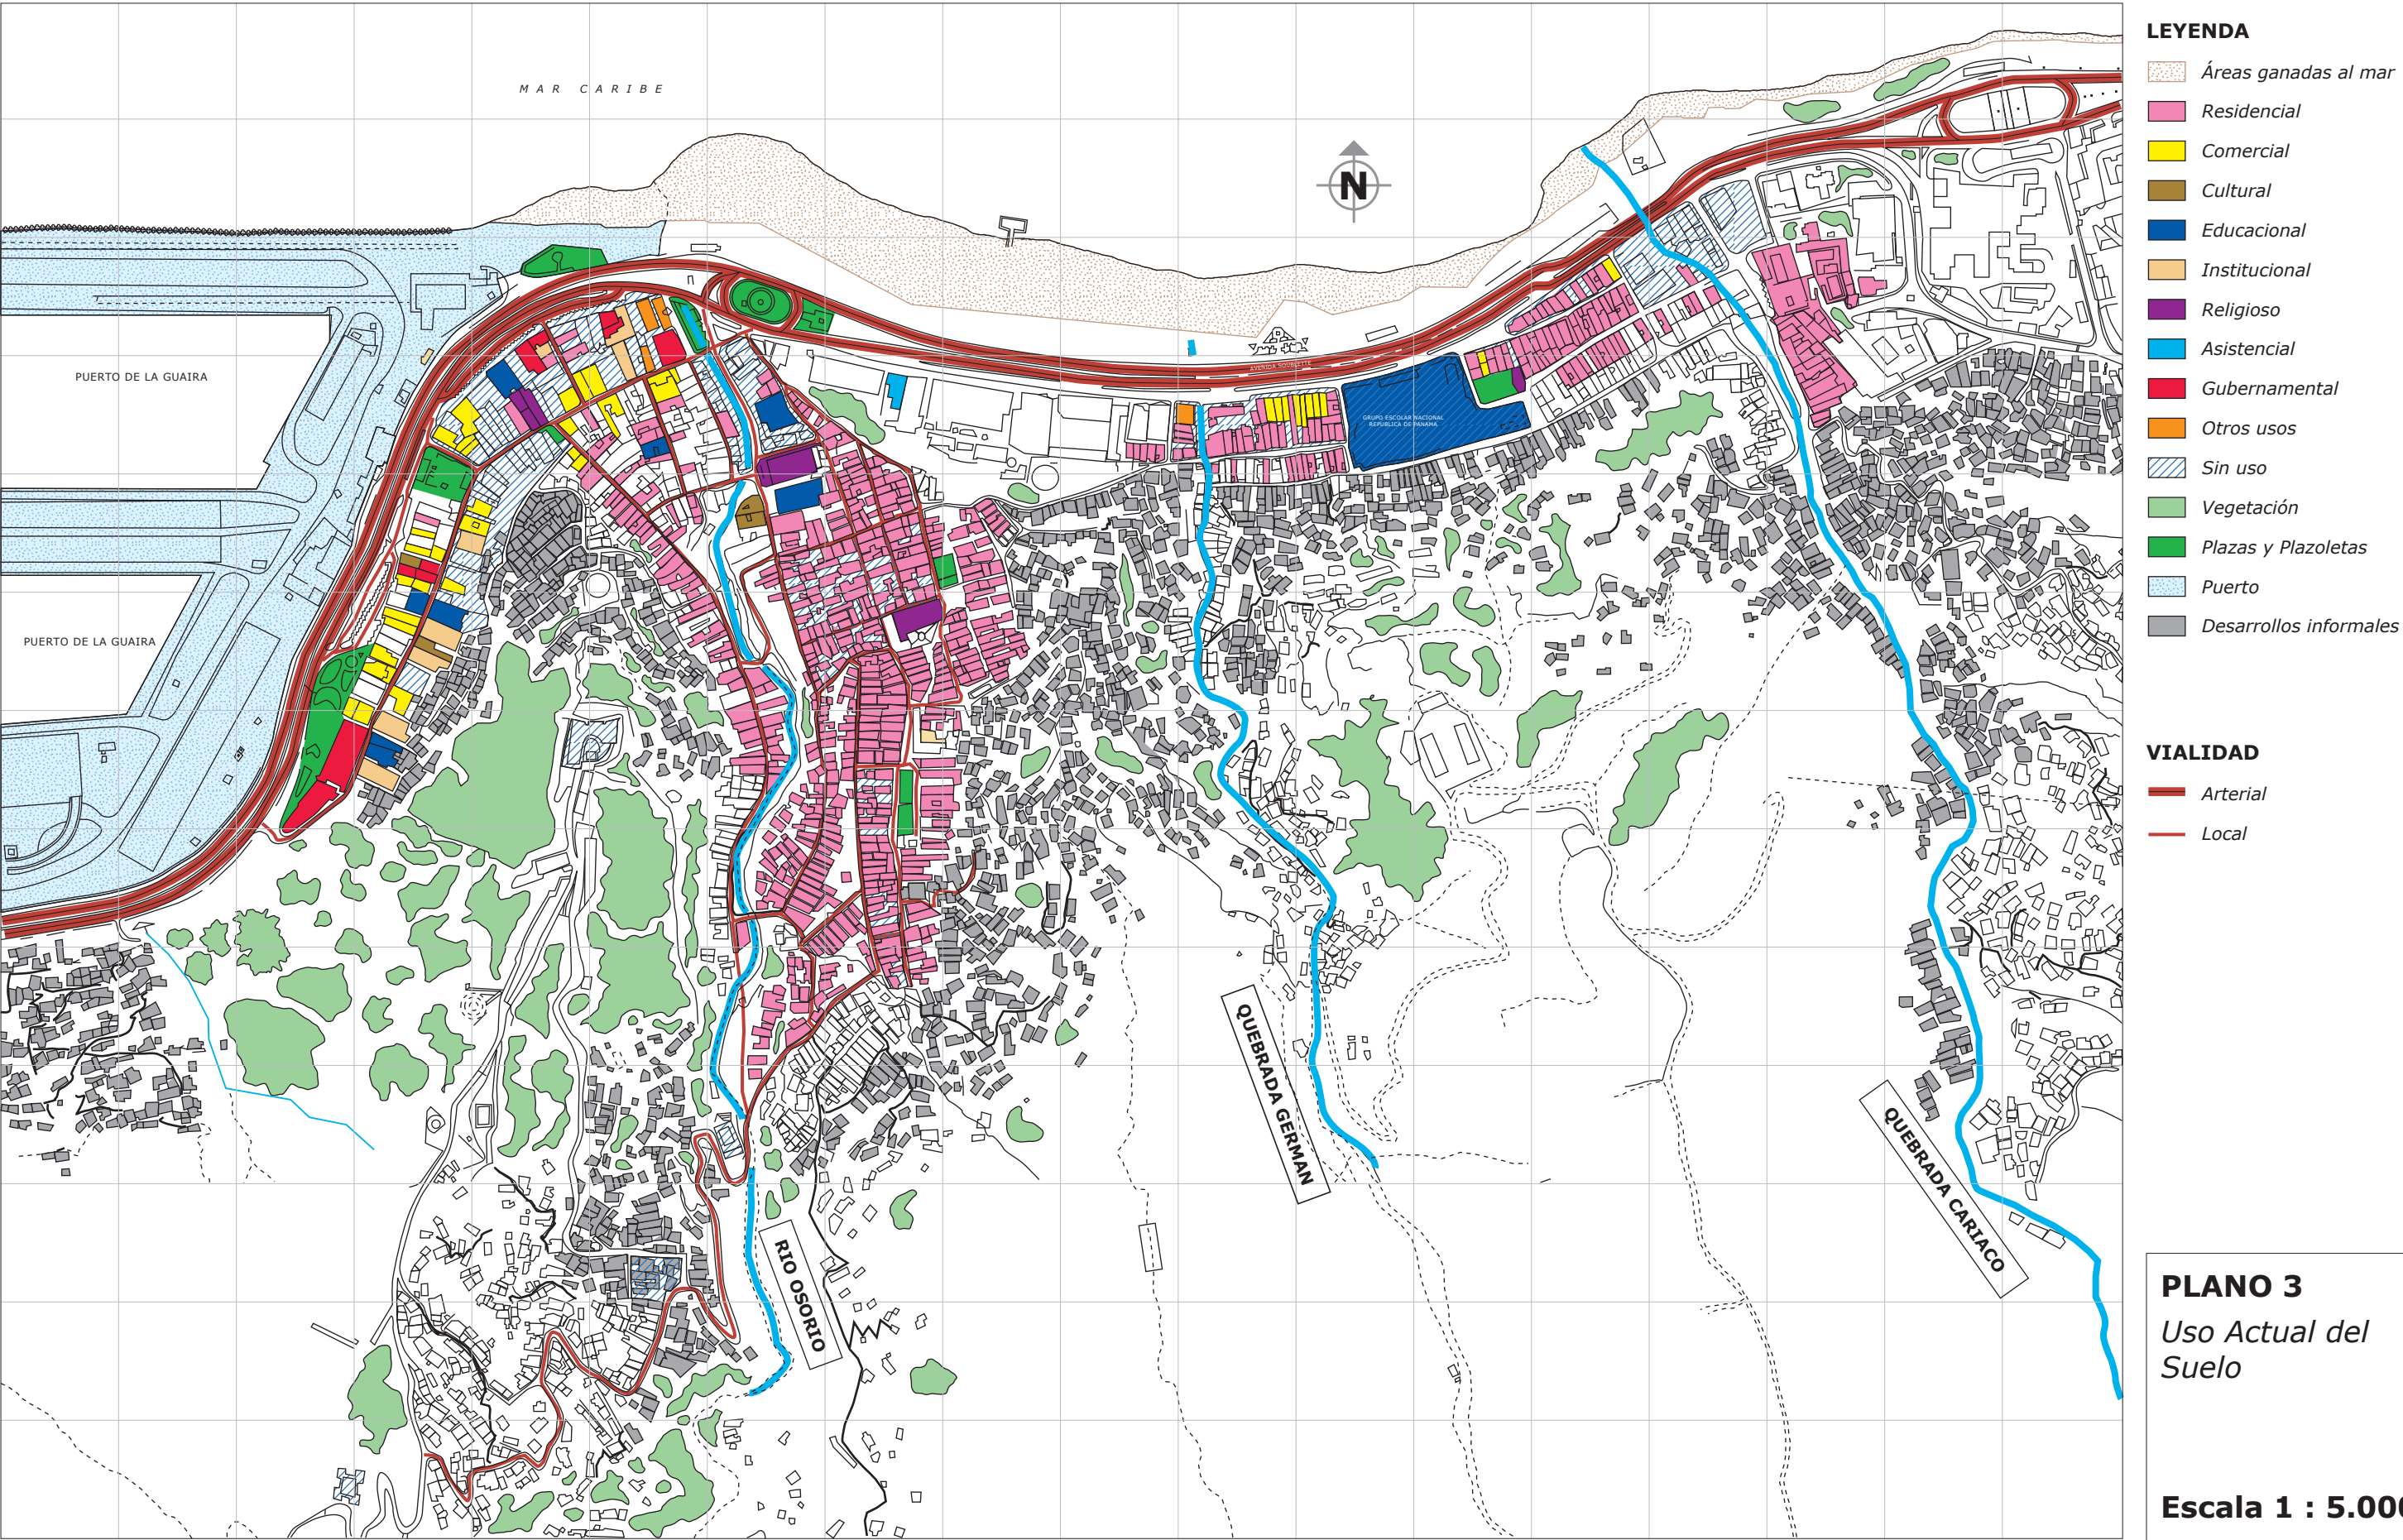 MAR CARIBE
N
PUERTO DE LA GUAIRA
AVENIDA SOUBLETTE
GRUPO ESCOLAR NACIONAL
REPUBLICA DE PANAMA
PUERTO DE LA GUAIRA
QUEBRADA GERMAN
QUEBRADA CARIACO
RIO OSORIO
LEYENDA
Áreas ganadas al mar
Residencial
Comercial
Cultural
Educacional
Institucional
Religioso
Asistencial
Gubernamental
Otros usos
Sin uso
Vegetación
Plazas y Plazoletas
Puerto
Desarrollos informales
VIALIDAD
Arterial
Local
PLANO 3
Uso Actual del
Suelo
Escala 1 : 5.000